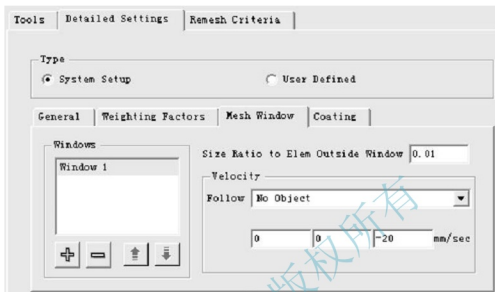 Tools Detailed Settings Remesh Criteria
Type
System Setup User Defined
General Weighting Factors Mesh Window Coating
Windows
Window 1
Size Ratio to Elem Outside Window 0.01
Velocity
Follow No Object
0 0 -20 mm/sec
版权所有